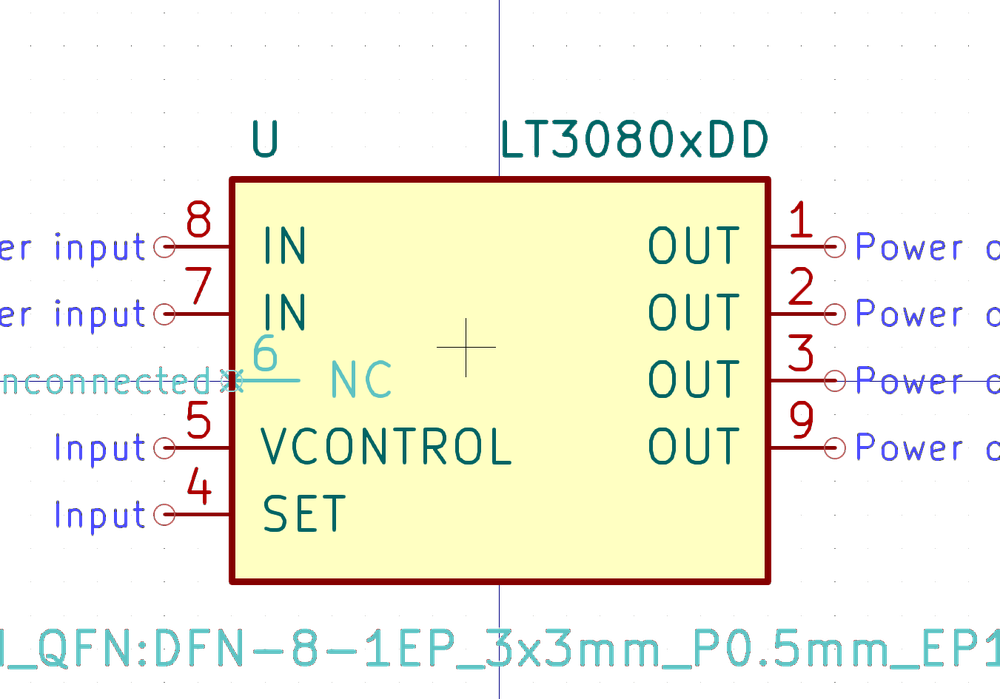 U LT3080xDD
8 1
er input IN OUT Power o
7 2
er input IN OUT Power o
6 3
nconnected NC OUT Power o
5 9
Input VCONTROL OUT Power o
4
Input SET
_QFN:DFN-8-1EP_3x3mm_P0.5mm_EP1